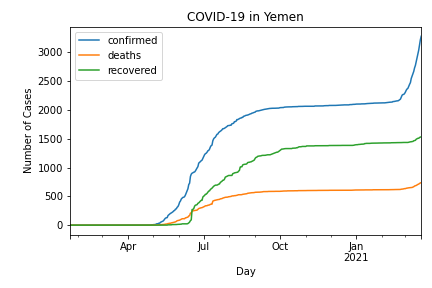 COVID-19 in Yemen
confirmed
deaths
recovered
Number of Cases
3000
2500
2000
1500
1000
500
0
Apr Jul Oct Jan
2021
Day